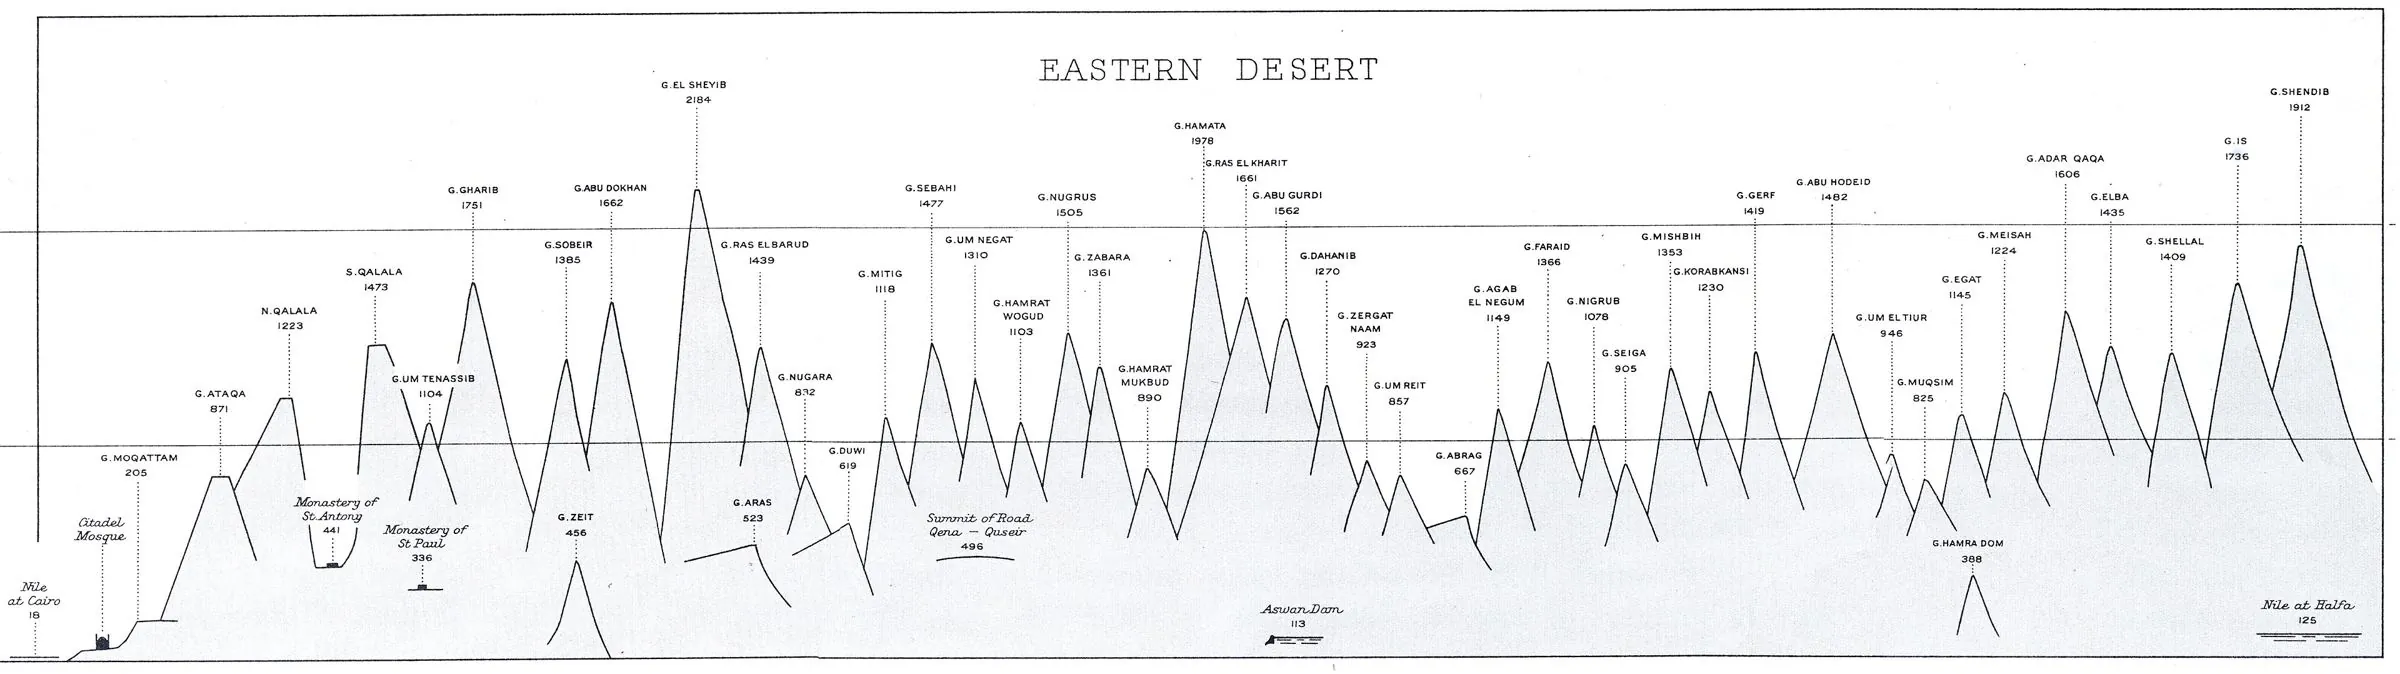 EASTERN DESERT
Nile
at Cairo
18
Citadel
Mosque
G.MOQATTAM
205
G.ATAQA
871
N.QALALA
1223
Monastery of
St.Antony
441
S.QALALA
1473
Monastery of
St Paul
336
G.UM TENASSIB
1104
G.GHARIB
1751
G.SOBEIR
1385
G.ZEIT
456
G.ABU DOKHAN
1662
G.EL SHEYIB
2184
G.RAS ELBARUD
1439
G.ARAS
523
G.NUGARA
832
G.DUWI
619
G.MITIG
1118
G.SEBAHI
1477
G.UM NEGAT
1310
Summit of Road
Qena – Quseir
496
G.HAMRAT
WOGUD
1103
G.NUGRUS
1505
G.ZABARA
1361
G.HAMRAT
MUKBUD
890
G.HAMATA
1978
G.RAS EL KHARIT
1661
G.ABU GURDI
1562
Aswan Dam
113
G.DAHANIB
1270
G.ZERGAT
NAAM
923
G.UM REIT
857
G.ABRAG
667
G.AGAB
EL NEGUM
1149
G.FARAID
1366
G.NIGRUB
1078
G.SEIGA
905
G.MISHBIH
1353
G.KORABKANSI
1230
G.GERF
1419
G.ABU HODEID
1482
G.UM EL TIUR
946
G.MUQSIM
825
G.EGAT
1145
G.HAMRA DOM
388
G.MEISAH
1224
G.ADAR QAQA
1606
G.ELBA
1435
G.SHELLAL
1409
G.IS
1736
G.SHENDIB
1912
Nile at Halfa
125